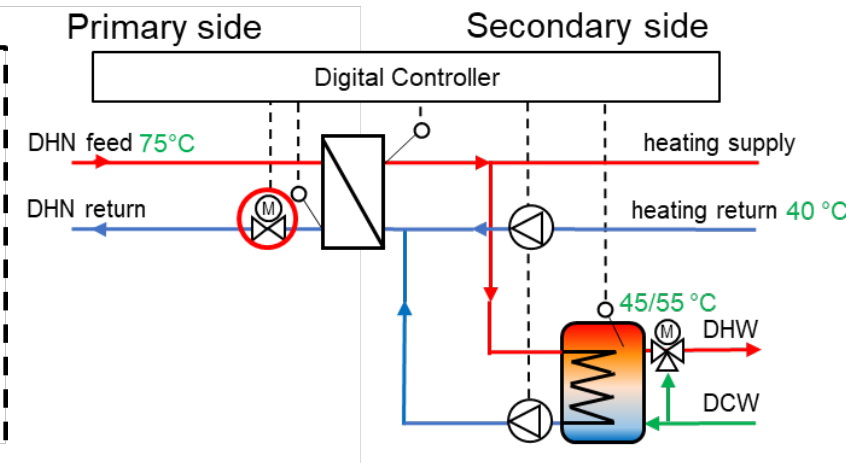 Primary side
Secondary side
Digital Controller
DHN feed 75°C
heating supply
DHN return
M
heating return 40 °C
45/55 °C
M
DHW
DCW